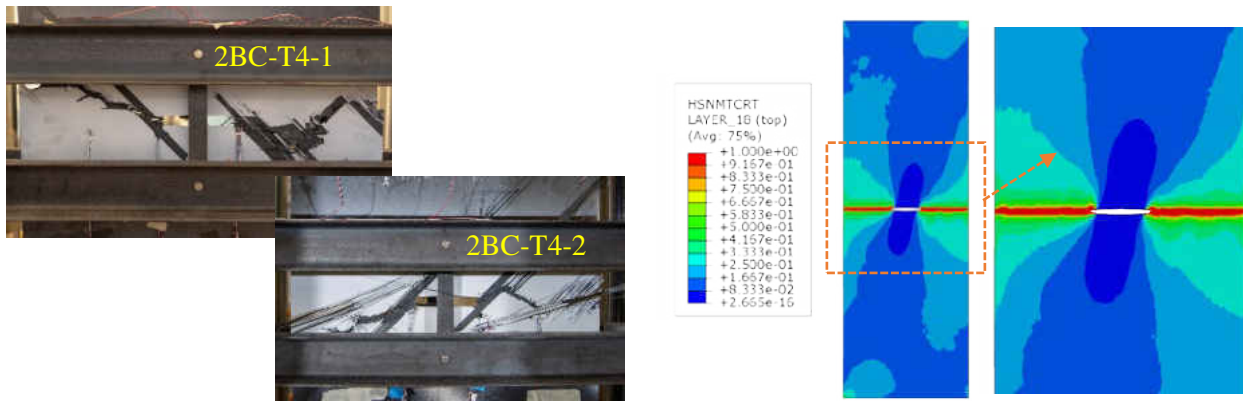 2BC-T4-1
2BC-T4-2
HSNMTCRT
LAYER_18 (top)
(Avg: 75%)
+1.000e+00
+9.167e-01
+8.333e-01
+7.500e-01
+6.667e-01
+5.833e-01
+5.000e-01
+4.167e-01
+3.333e-01
+2.500e-01
+1.667e-01
+8.333e-02
+2.665e-16